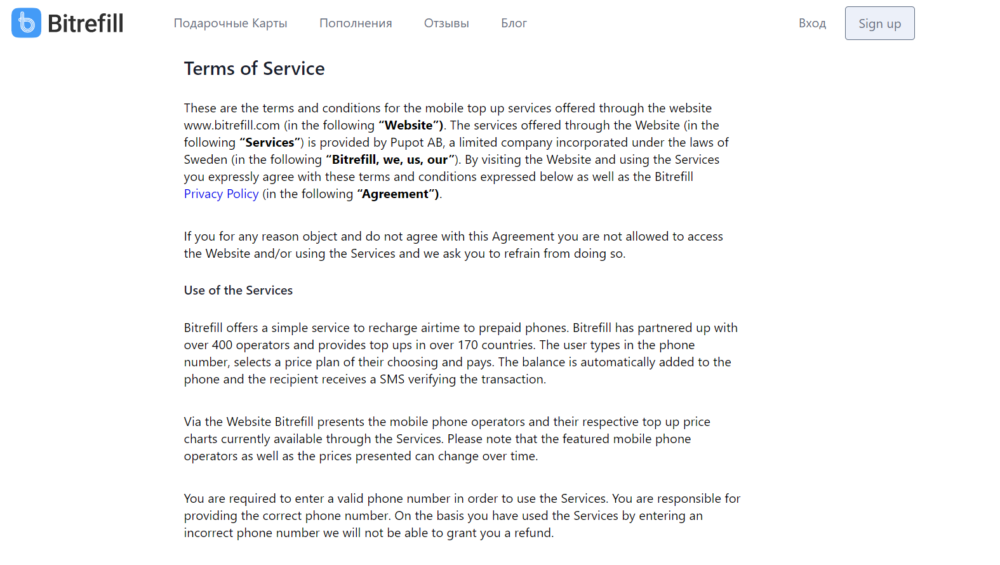 Bitrefill
Подарочные Карты
Пополнения
Отзывы
Блог
Вход
Sign up
Terms of Service
These are the terms and conditions for the mobile top up services offered through the website
www.bitrefill.com (in the following “Website”). The services offered through the Website (in the
following “Services”) is provided by Pupot AB, a limited company incorporated under the laws of
Sweden (in the following “Bitrefill, we, us, our”). By visiting the Website and using the Services
you expressly agree with these terms and conditions expressed below as well as the Bitrefill
Privacy Policy (in the following “Agreement”).
If you for any reason object and do not agree with this Agreement you are not allowed to access
the Website and/or using the Services and we ask you to refrain from doing so.
Use of the Services
Bitrefill offers a simple service to recharge airtime to prepaid phones. Bitrefill has partnered up with
over 400 operators and provides top ups in over 170 countries. The user types in the phone
number, selects a price plan of their choosing and pays. The balance is automatically added to the
phone and the recipient receives a SMS verifying the transaction.
Via the Website Bitrefill presents the mobile phone operators and their respective top up price
charts currently available through the Services. Please note that the featured mobile phone
operators as well as the prices presented can change over time.
You are required to enter a valid phone number in order to use the Services. You are responsible for
providing the correct phone number. On the basis you have used the Services by entering an
incorrect phone number we will not be able to grant you a refund.